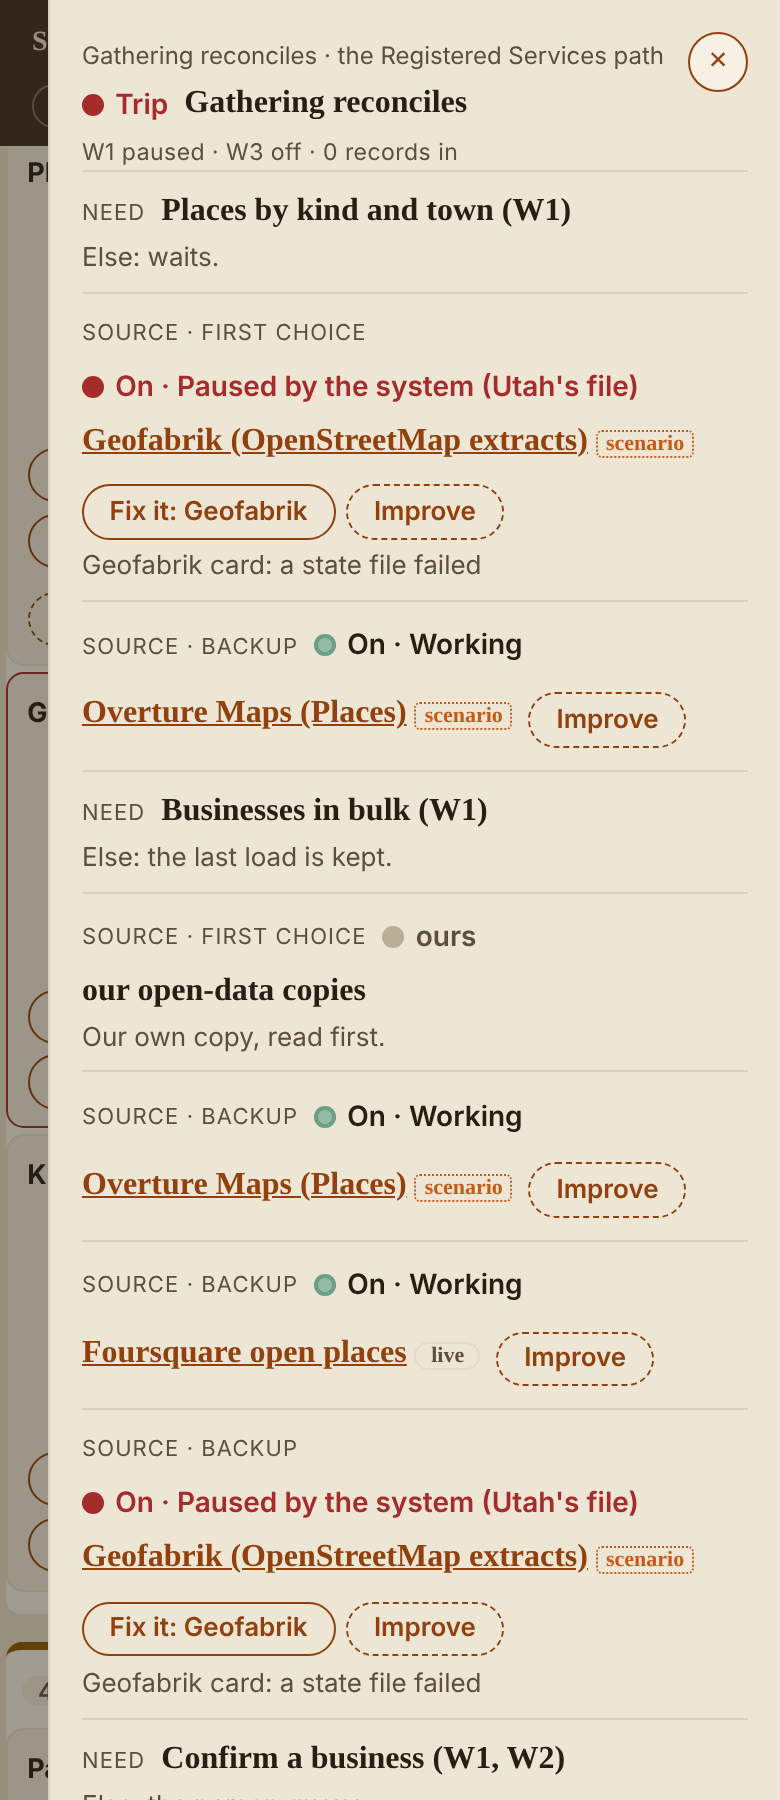 Gathering reconciles · the Registered Services path
×
Trip Gathering reconciles
W1 paused · W3 off · 0 records in
NEED Places by kind and town (W1)
Else: waits.
SOURCE · FIRST CHOICE
On · Paused by the system (Utah's file)
Geofabrik (OpenStreetMap extracts) scenario
Fix it: Geofabrik Improve
Geofabrik card: a state file failed
SOURCE · BACKUP On · Working
Overture Maps (Places) scenario Improve
NEED Businesses in bulk (W1)
Else: the last load is kept.
SOURCE · FIRST CHOICE ours
our open-data copies
Our own copy, read first.
SOURCE · BACKUP On · Working
Overture Maps (Places) scenario Improve
SOURCE · BACKUP On · Working
Foursquare open places live Improve
SOURCE · BACKUP
On · Paused by the system (Utah's file)
Geofabrik (OpenStreetMap extracts) scenario
Fix it: Geofabrik Improve
Geofabrik card: a state file failed
NEED Confirm a business (W1, W2)